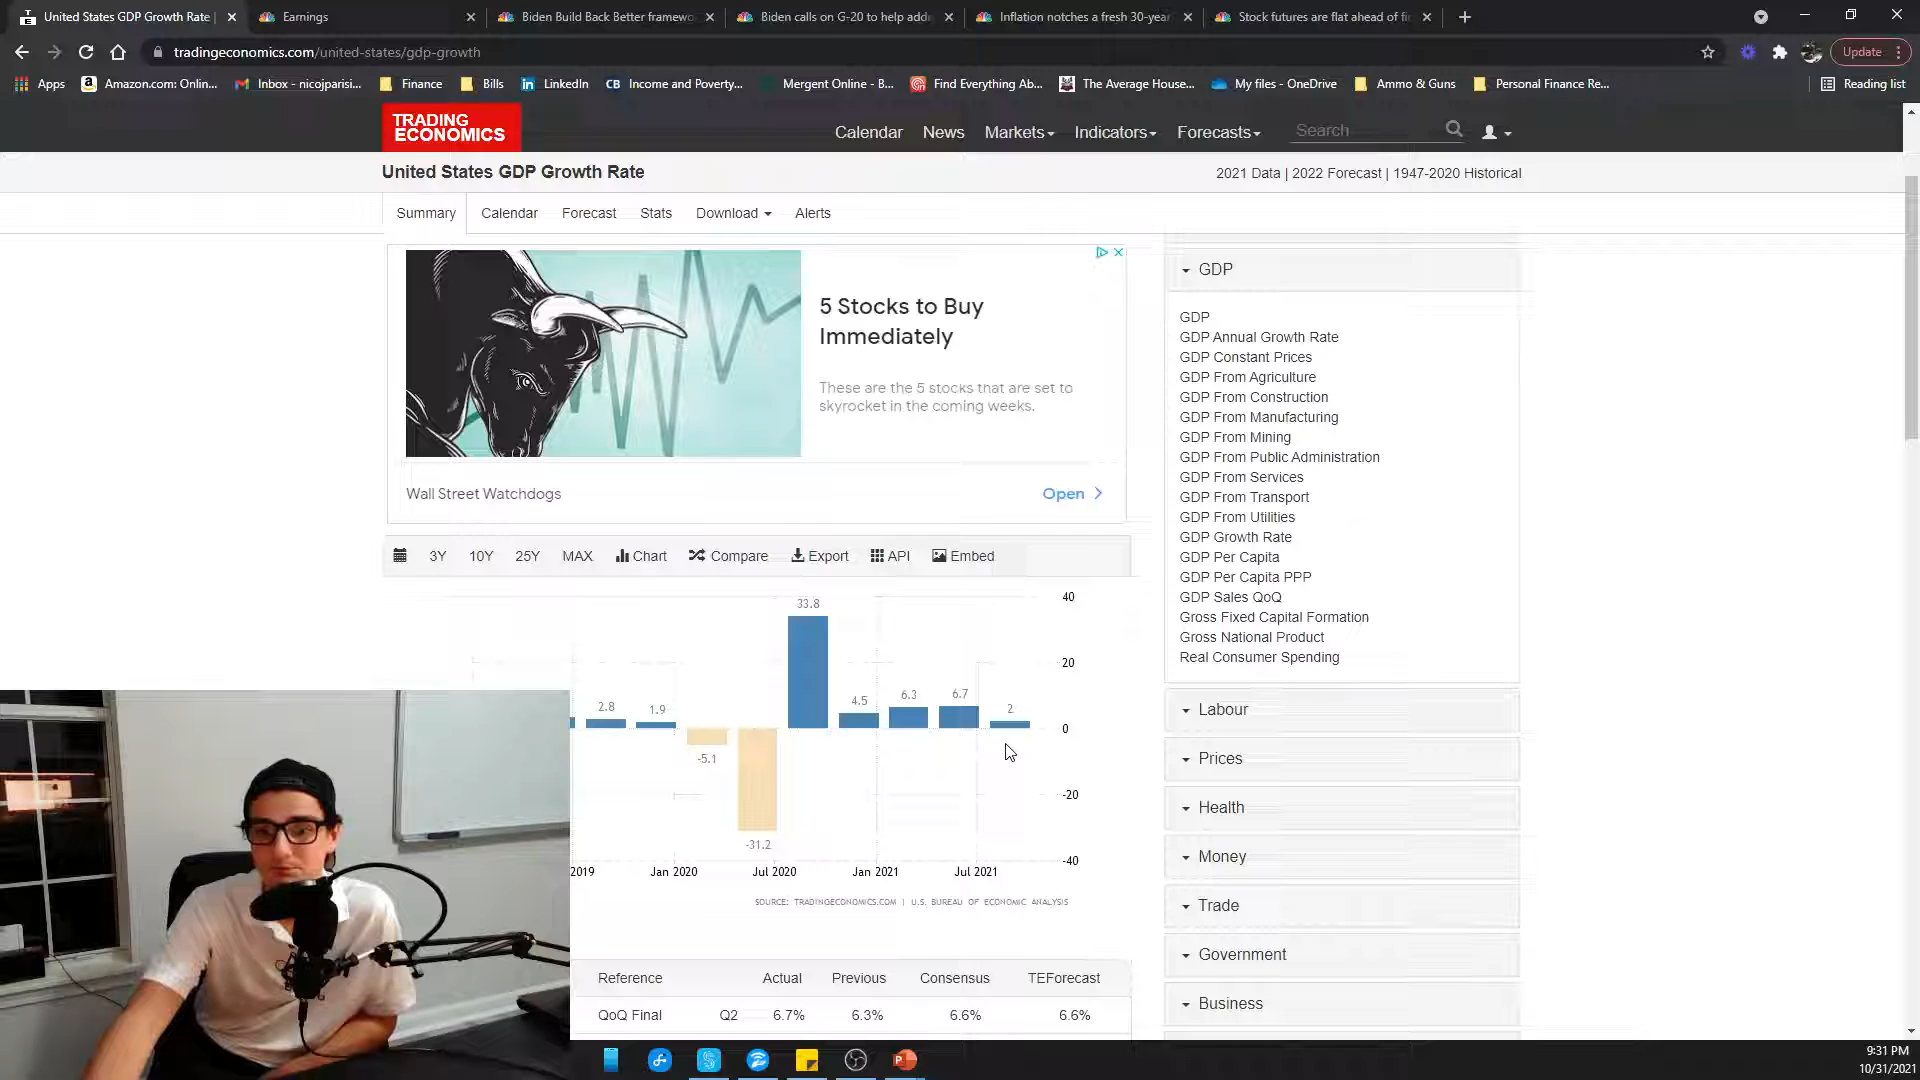 United States GDP Growth Rate |
Earnings
Biden Build Back Better framewo
Biden calls on G-20 to help addr
Inflation notches a fresh 30-year
Stock futures are flat ahead of fi
tradingeconomics.com/united-states/gdp-growth
Update
Apps
Amazon.com: Onlin...
Inbox - nicojparisi...
Finance
Bills
LinkedIn
CB Income and Poverty...
Mergent Online - B...
Find Everything Ab...
The Average House...
My files - OneDrive
Ammo & Guns
Personal Finance Re...
Reading list
TRADING
ECONOMICS
Calendar
News
Markets
Indicators
Forecasts
Search
United States GDP Growth Rate
2021 Data | 2022 Forecast | 1947-2020 Historical
Summary
Calendar
Forecast
Stats
Download
Alerts
5 Stocks to Buy
Immediately
These are the 5 stocks that are set to
skyrocket in the coming weeks.
Wall Street Watchdogs
Open
3Y
10Y
25Y
MAX
Chart
Compare
Export
API
Embed
33.8
40
20
2.8
1.9
4.5
6.3
6.7
2
0
-5.1
-20
-31.2
-40
2019
Jan 2020
Jul 2020
Jan 2021
Jul 2021
SOURCE: TRADINGECONOMICS.COM | U.S. BUREAU OF ECONOMIC ANALYSIS
Reference
Actual
Previous
Consensus
TEForecast
QoQ Final
Q2
6.7%
6.3%
6.6%
6.6%
GDP
GDP
GDP Annual Growth Rate
GDP Constant Prices
GDP From Agriculture
GDP From Construction
GDP From Manufacturing
GDP From Mining
GDP From Public Administration
GDP From Services
GDP From Transport
GDP From Utilities
GDP Growth Rate
GDP Per Capita
GDP Per Capita PPP
GDP Sales QoQ
Gross Fixed Capital Formation
Gross National Product
Real Consumer Spending
Labour
Prices
Health
Money
Trade
Government
Business
9:31 PM
10/31/2021